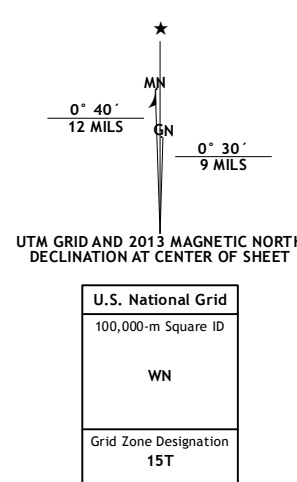 ★
MN
0° 40´
12 MILS
GN
0° 30´
9 MILS
UTM GRID AND 2013 MAGNETIC NORTH
DECLINATION AT CENTER OF SHEET
U.S. National Grid
100,000-m Square ID
WN
Grid Zone Designation
15T